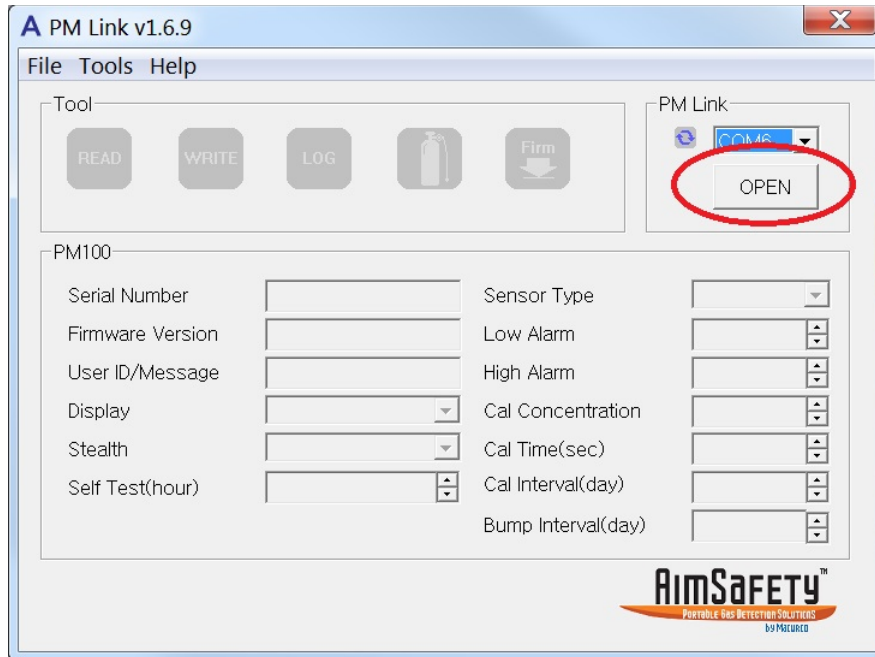 A PM Link v1.6.9
File Tools Help
Tool
READ WRITE LOG Firm
PM Link
COM6
OPEN
PM100
Serial Number
Firmware Version
User ID/Message
Display
Stealth
Self Test(hour)
Sensor Type
Low Alarm
High Alarm
Cal Concentration
Cal Time(sec)
Cal Interval(day)
Bump Interval(day)
AimSafety™
Portable Gas Detection Solutions
by Macurco